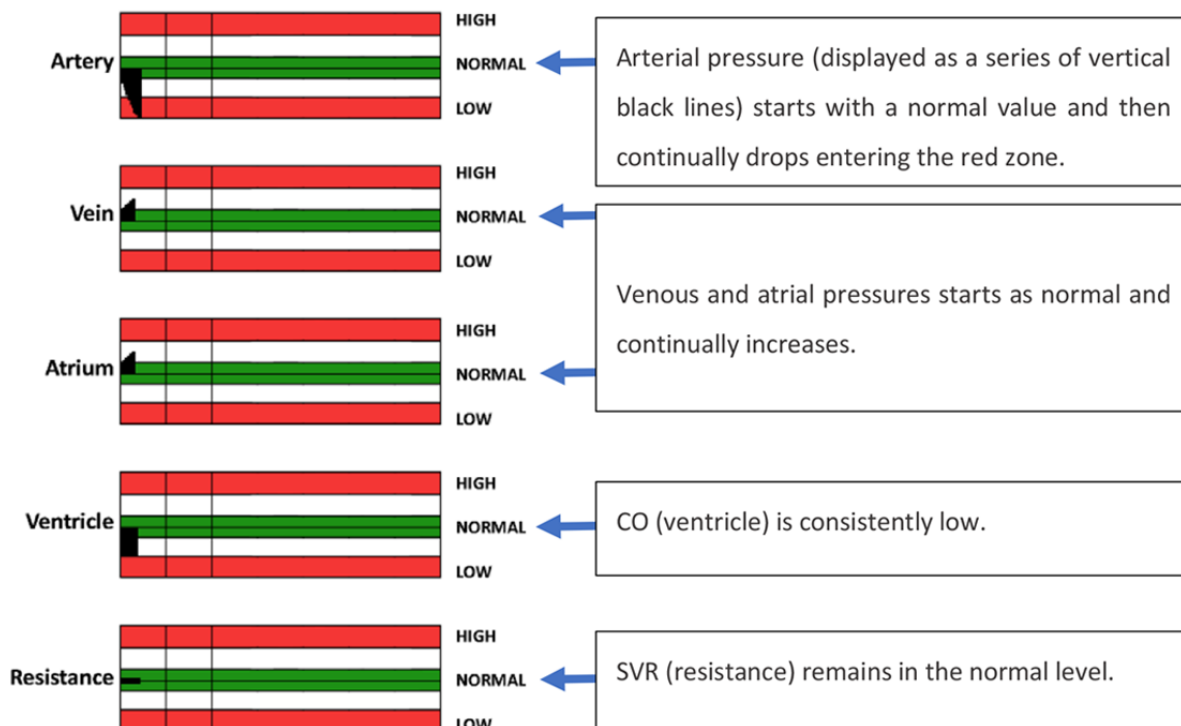 HIGH
Artery
NORMAL
LOW
Arterial pressure (displayed as a series of vertical
black lines) starts with a normal value and then
continually drops entering the red zone.
HIGH
Vein
NORMAL
LOW
HIGH
Atrium
NORMAL
LOW
Venous and atrial pressures starts as normal and
continually increases.
HIGH
Ventricle
NORMAL
LOW
CO (ventricle) is consistently low.
HIGH
Resistance
NORMAL
LOW
SVR (resistance) remains in the normal level.